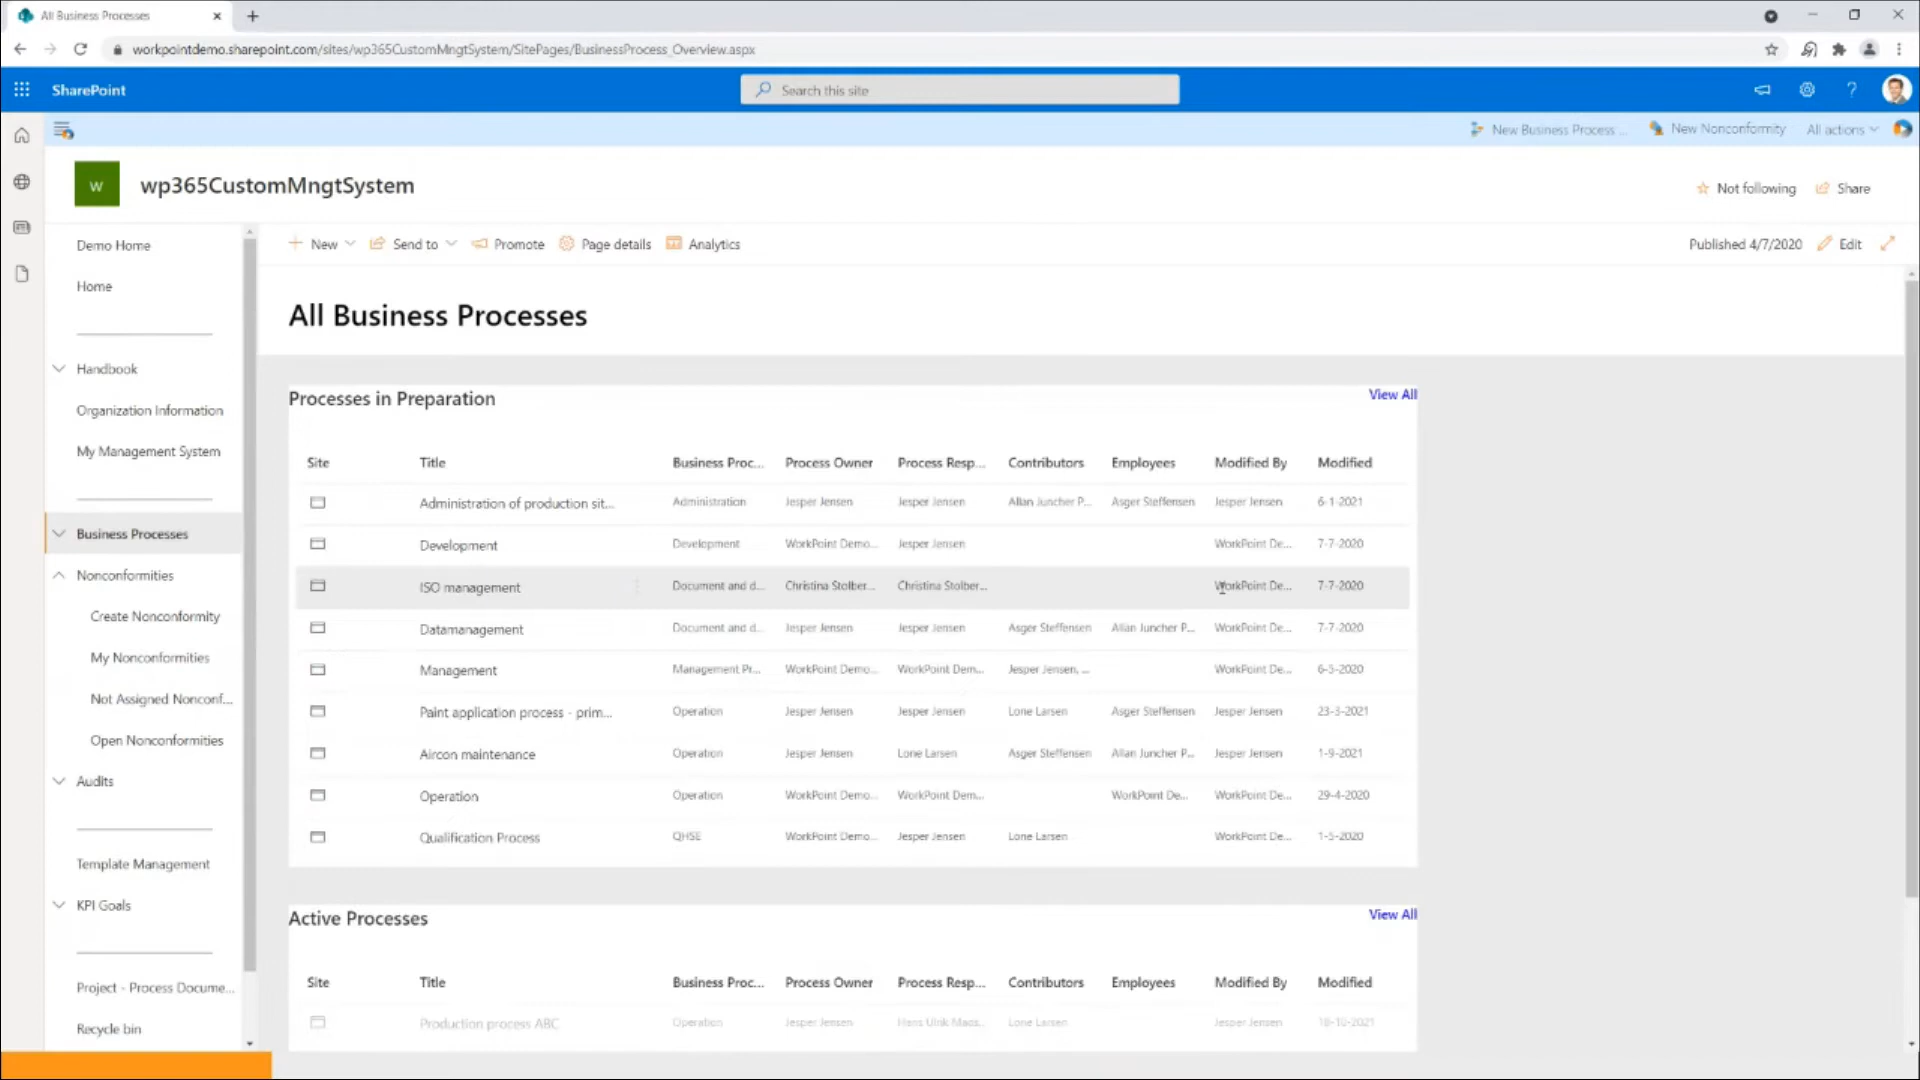 All Business Processes
workpointdemo.sharepoint.com/sites/wp365CustomMngtSystem/SitePages/BusinessProcess_Overview.aspx
SharePoint
Search this site
New Business Process ...
New Nonconformity
All actions
W
wp365CustomMngtSystem
Not following
Share
Demo Home
Home
Handbook
Organization Information
My Management System
Business Processes
Nonconformities
Create Nonconformity
My Nonconformities
Not Assigned Nonconf...
Open Nonconformities
Audits
Template Management
KPI Goals
Project - Process Docume...
Recycle bin
New
Send to
Promote
Page details
Analytics
Published 4/7/2020
Edit
All Business Processes
Processes in Preparation
View All
Site Title Business Proc... Process Owner Process Resp... Contributors Employees Modified By Modified
Administration of production sit... Administration Jesper Jensen Jesper Jensen Allan Juncher P... Asger Steffensen Jesper Jensen 6-1-2021
Development Development WorkPoint Demo... Jesper Jensen WorkPoint De... 7-7-2020
ISO management Document and d... Christina Stolber... Christina Stolber... WorkPoint De... 7-7-2020
Datamanagement Document and d... Jesper Jensen Jesper Jensen Asger Steffensen Allan Juncher P... WorkPoint De... 7-7-2020
Management Management Pr... WorkPoint Demo... WorkPoint Dem... Jesper Jensen, ... WorkPoint De... 6-5-2020
Paint application process - prim... Operation Jesper Jensen Jesper Jensen Lone Larsen Asger Steffensen Jesper Jensen 23-3-2021
Aircon maintenance Operation Jesper Jensen Lone Larsen Asger Steffensen Allan Juncher P... Jesper Jensen 1-9-2021
Operation Operation WorkPoint Demo... WorkPoint Dem... WorkPoint De... WorkPoint De... 29-4-2020
Qualification Process QHSE WorkPoint Demo... Jesper Jensen Lone Larsen WorkPoint De... 1-5-2020
Active Processes
View All
Site Title Business Proc... Process Owner Process Resp... Contributors Employees Modified By Modified
Production process ABC Operation Jesper Jensen Hans Ulrik Maas... Lone Larsen Jesper Jensen 18-10-2021